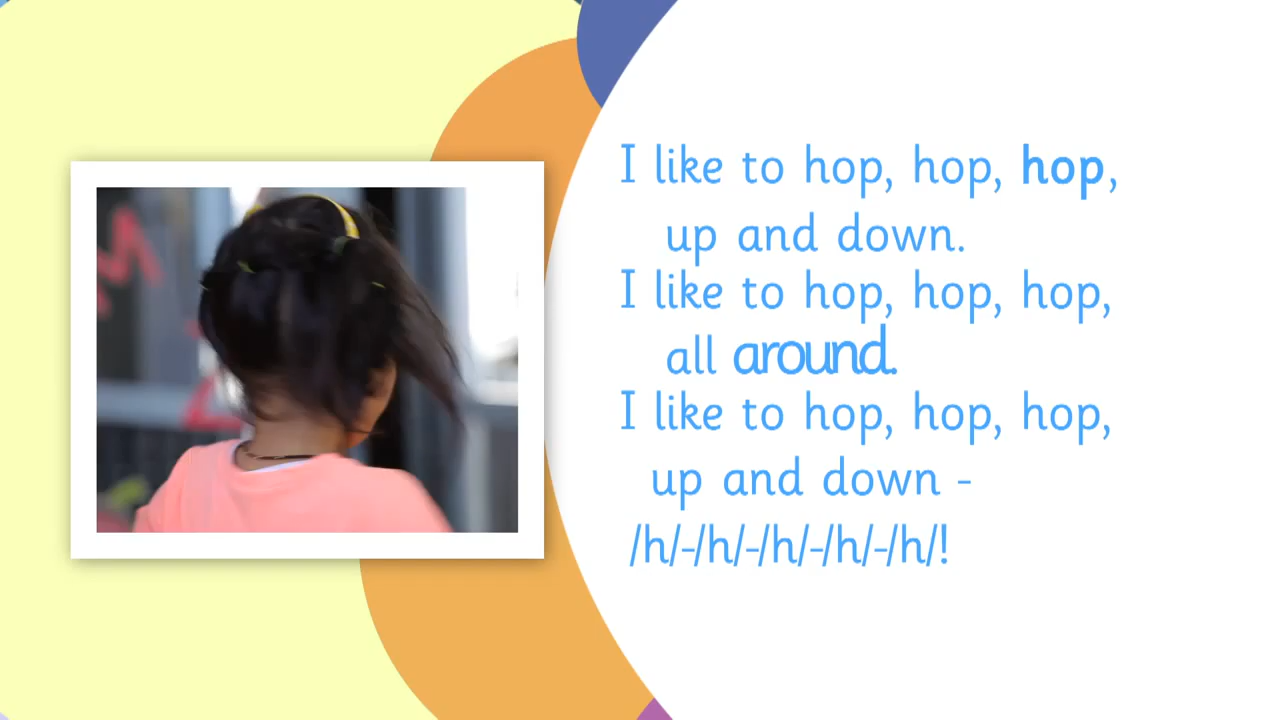 I like to hop, hop, hop,
up and down.
I like to hop, hop, hop,
all around.
I like to hop, hop, hop,
up and down -
/h/-/h/-/h/-/h/-/h/!